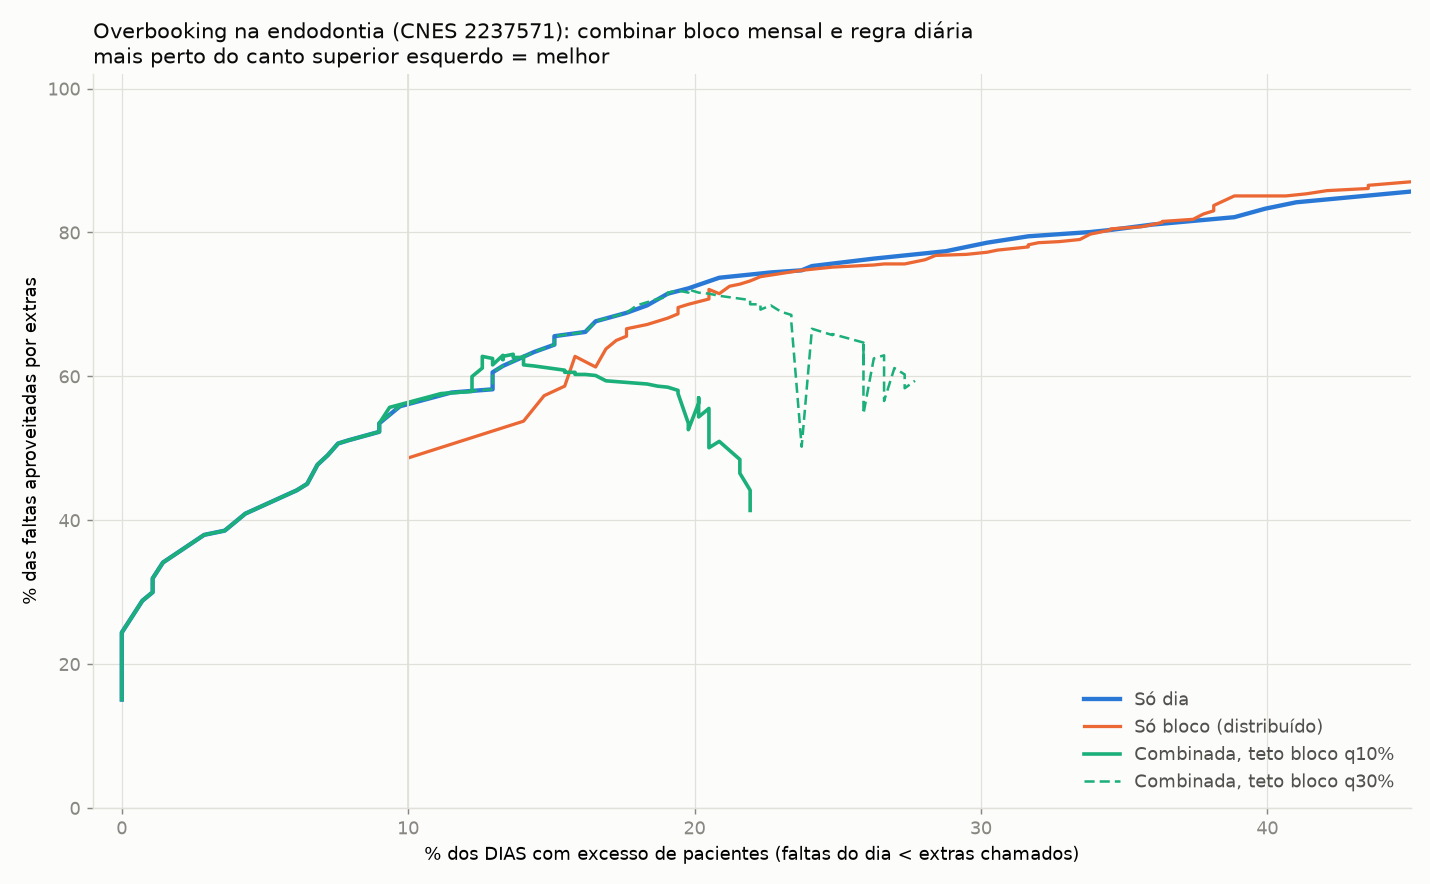 Overbooking na endodontia (CNES 2237571): combinar bloco mensal e regra diária
mais perto do canto superior esquerdo = melhor
% das faltas aproveitadas por extras
100
80
60
40
20
0
0 10 20 30 40
% dos DIAS com excesso de pacientes (faltas do dia < extras chamados)
Só dia
Só bloco (distribuído)
Combinada, teto bloco q10%
Combinada, teto bloco q30%